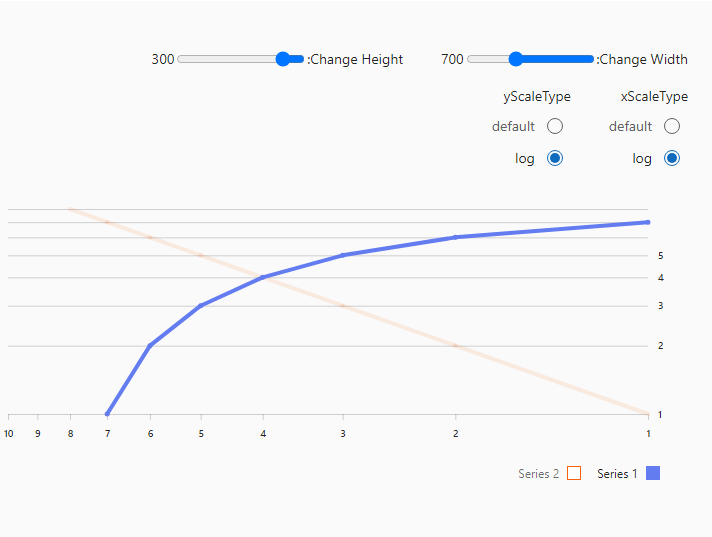 300 :Change Height 700 :Change Width
yScaleType xScaleType
default default
log log
5
4
3
2
1
10 9 8 7 6 5 4 3 2 1
Series 2 Series 1